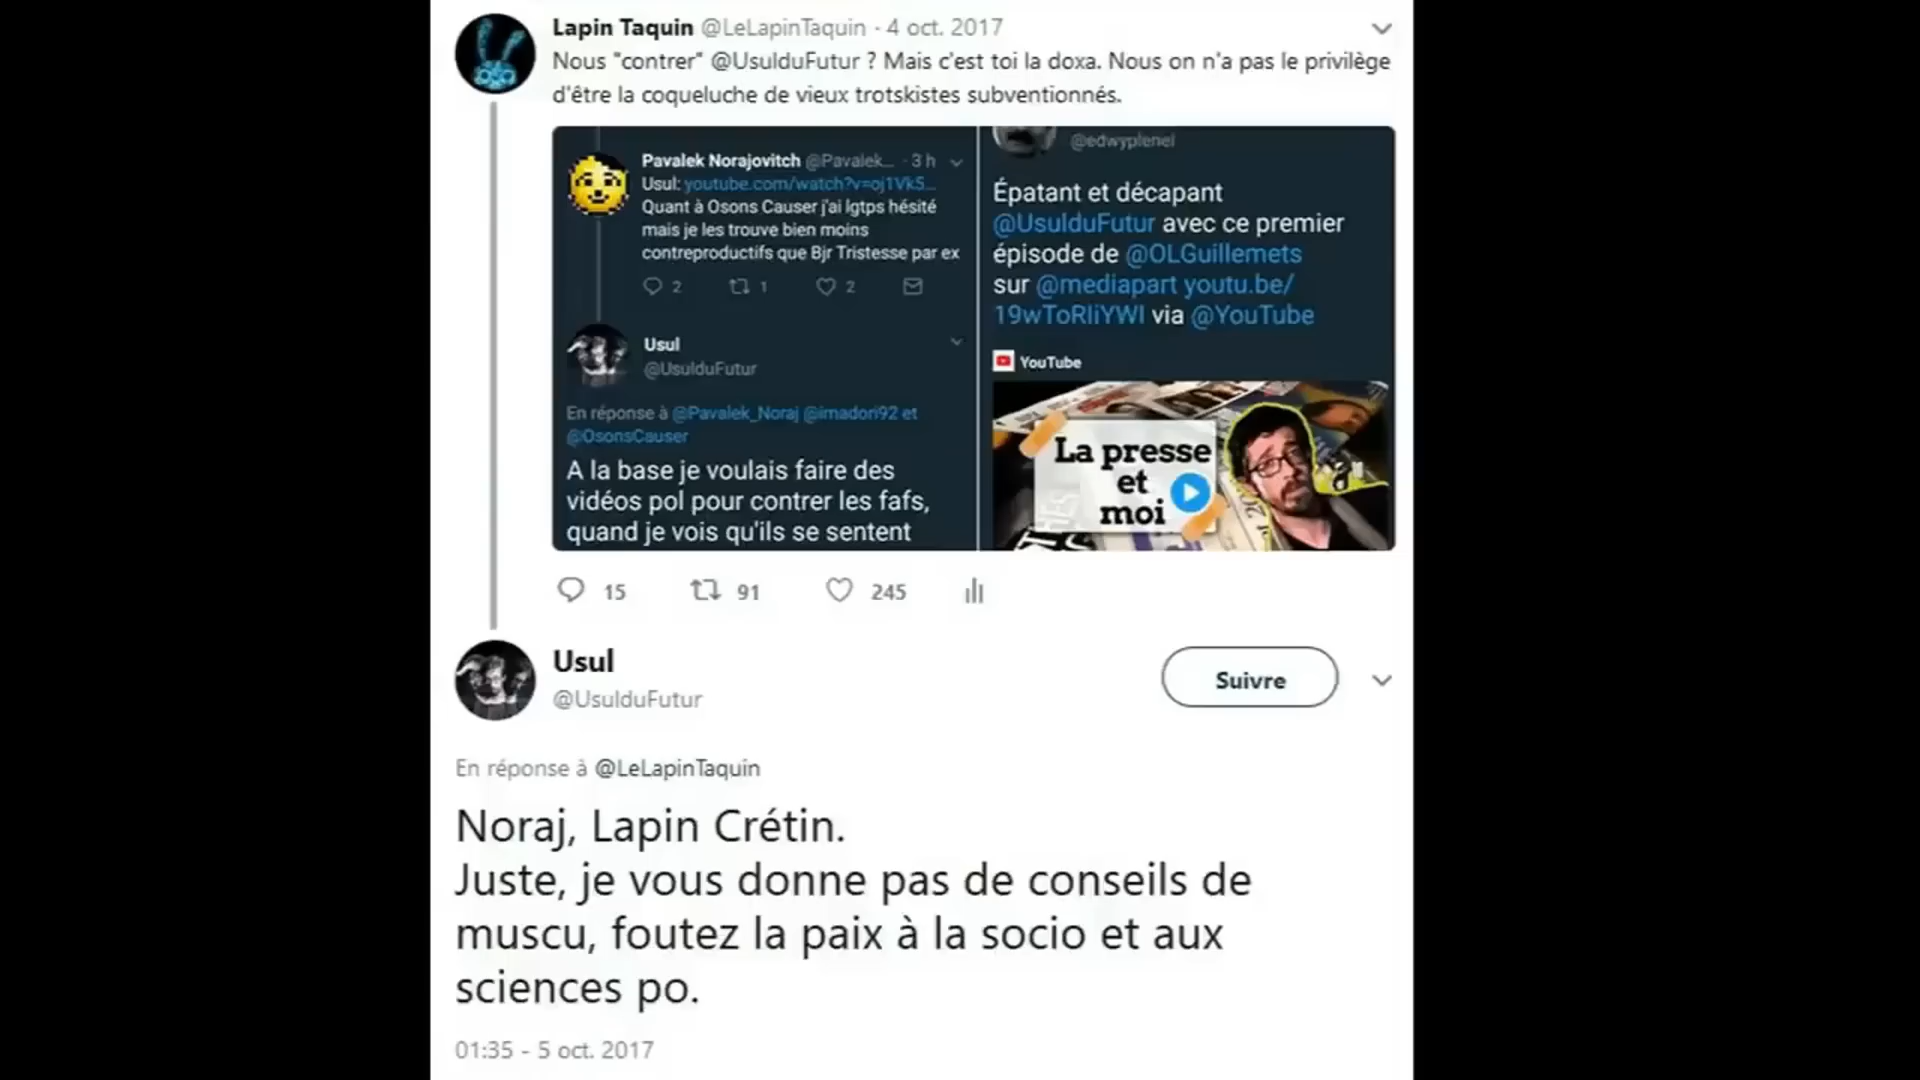 Lapin Taquin @LeLapinTaquin · 4 oct. 2017
Nous "contrer" @UsulduFutur ? Mais c'est toi la doxa. Nous on n'a pas le privilège
d'être la coqueluche de vieux trotskistes subventionnés.
Pavalek Norajovitch @Pavalek... · 3 h
Usul: youtube.com/watch?v=oj1Vk5...
Quant à Osons Causer j'ai lgtps hésité
mais je les trouve bien moins
contreproductifs que Bjr Tristesse par ex
2 1 2
Usul
@UsulduFutur
En réponse à @Pavalek_Noraj @imadori92 et
@OsonsCauser
A la base je voulais faire des
vidéos pol pour contrer les fafs,
quand je vois qu'ils se sentent
@edwyplenel
Épatant et décapant
@UsulduFutur avec ce premier
épisode de @OLGuillemets
sur @mediapart youtu.be/
19wToRliYWI via @YouTube
YouTube
La presse
et
moi
15 91 245
Usul
@UsulduFutur
Suivre
En réponse à @LeLapinTaquin
Noraj, Lapin Crétin.
Juste, je vous donne pas de conseils de
muscu, foutez la paix à la socio et aux
sciences po.
01:35 - 5 oct. 2017